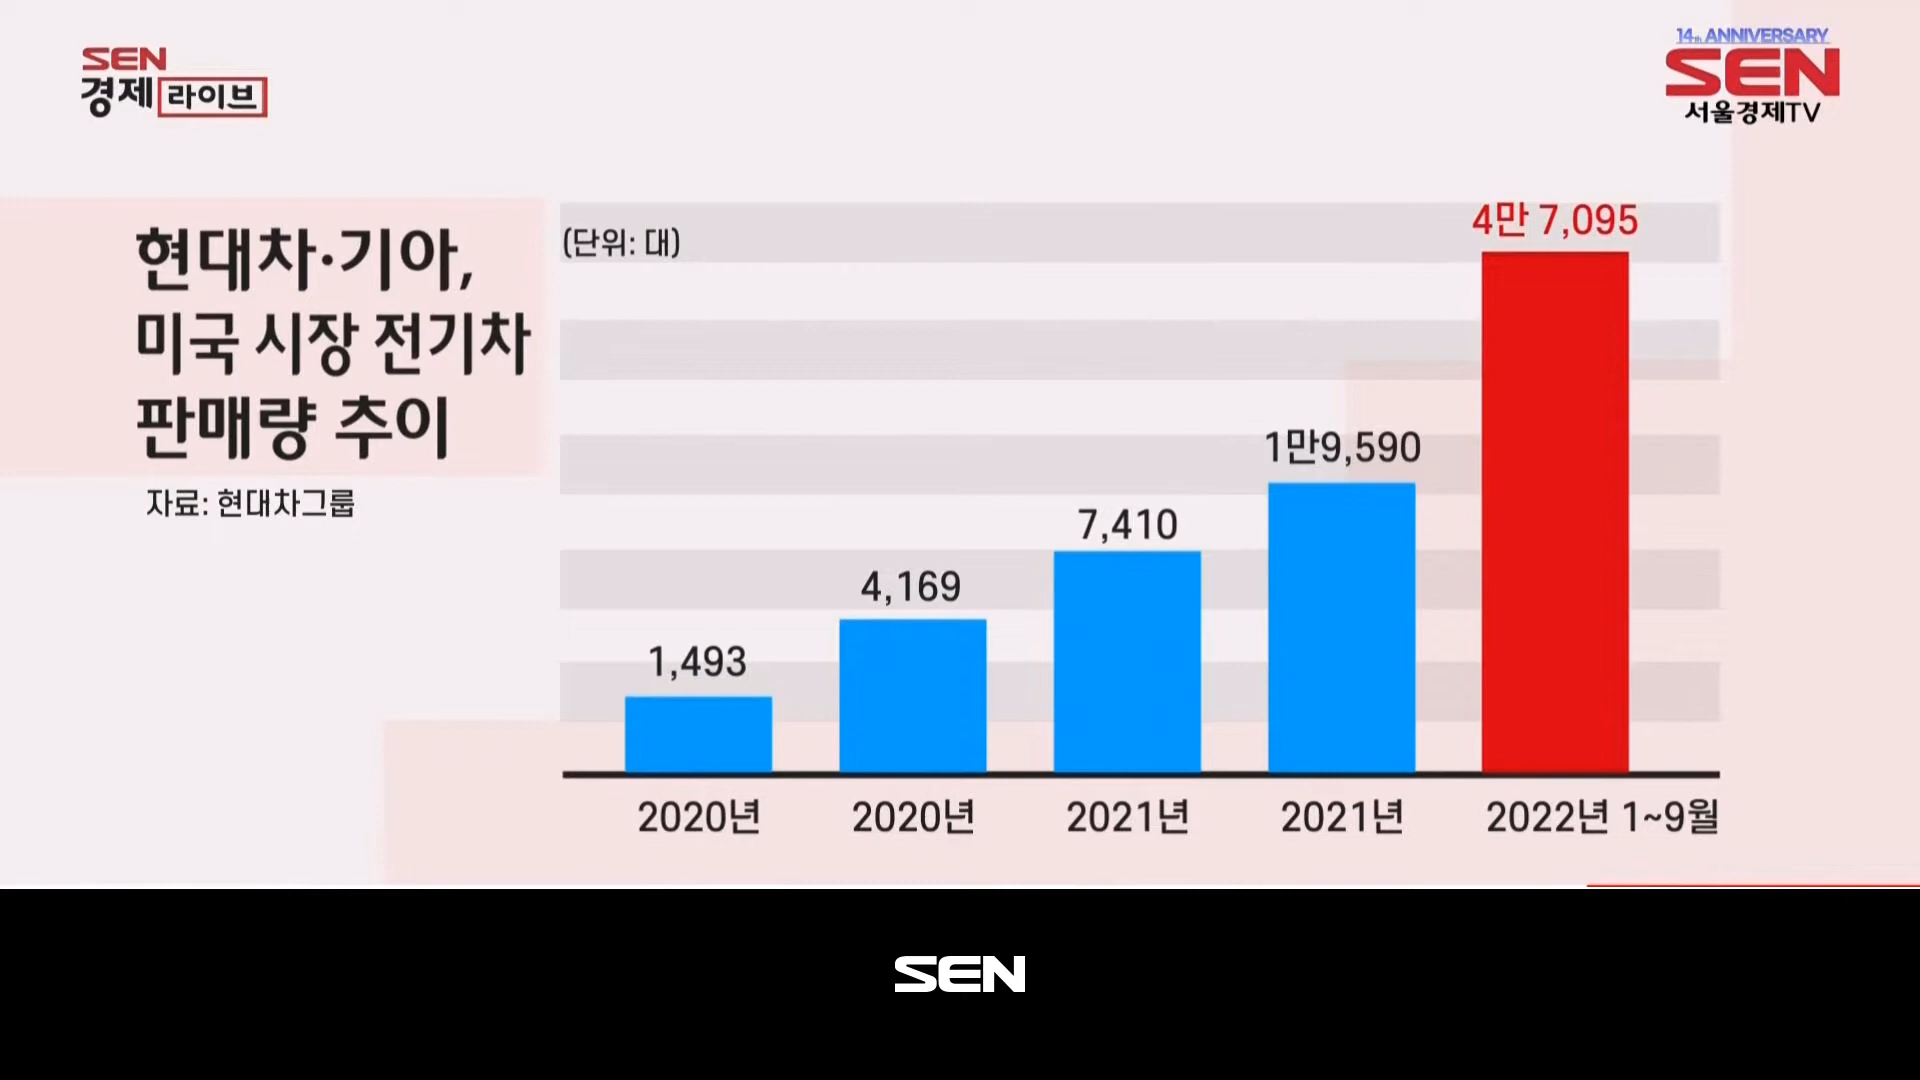 SEN
경제 라이브
14th ANNIVERSARY
SEN
서울경제TV
현대차·기아,
미국 시장 전기차
판매량 추이
자료: 현대차그룹
(단위: 대)
1,493
4,169
7,410
1만9,590
4만 7,095
2020년 2020년 2021년 2021년 2022년 1~9월
SEN